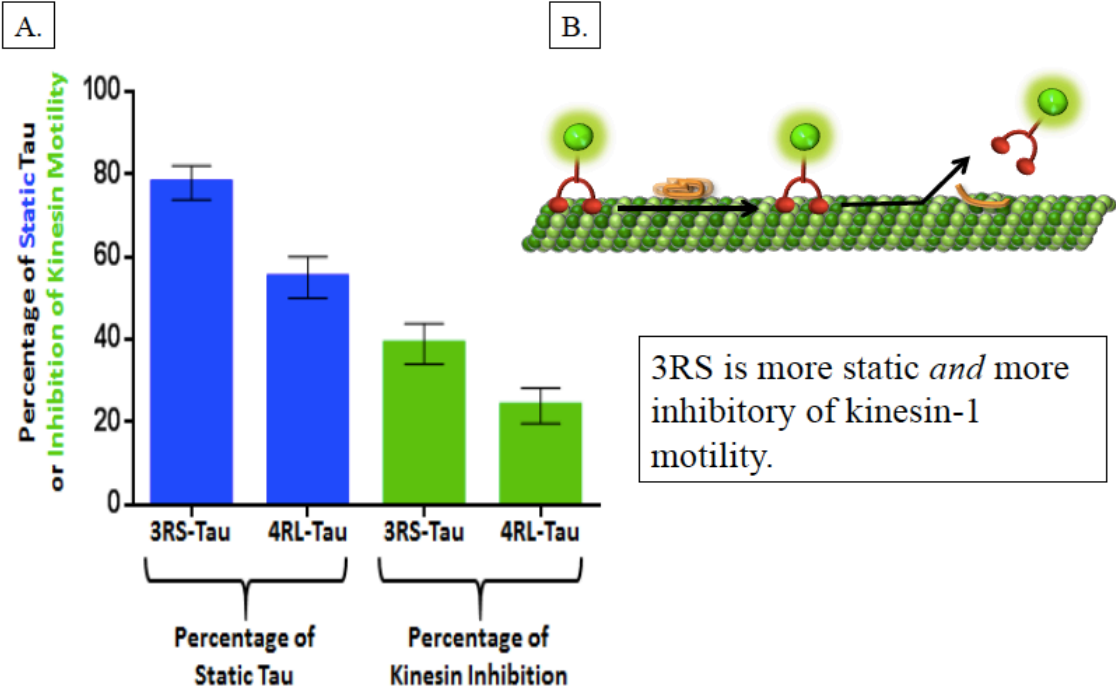 A.
B.
Percentage of Static Tau
or Inhibition of Kinesin Motility
100
80
60
40
20
0
3RS-Tau
4RL-Tau
3RS-Tau
4RL-Tau
Percentage of
Static Tau
Percentage of
Kinesin Inhibition
3RS is more static and more
inhibitory of kinesin-1
motility.